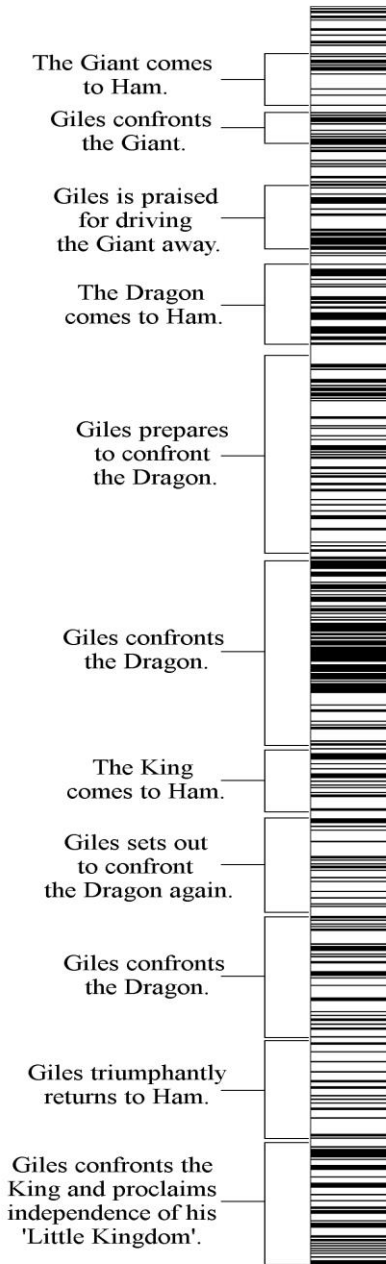 The Giant comes
to Ham.
Giles confronts
the Giant.
Giles is praised
for driving
the Giant away.
The Dragon
comes to Ham.
Giles prepares
to confront
the Dragon.
Giles confronts
the Dragon.
The King
comes to Ham.
Giles sets out
to confront
the Dragon again.
Giles confronts
the Dragon.
Giles triumphantly
returns to Ham.
Giles confronts the
King and proclaims
independence of his
'Little Kingdom'.